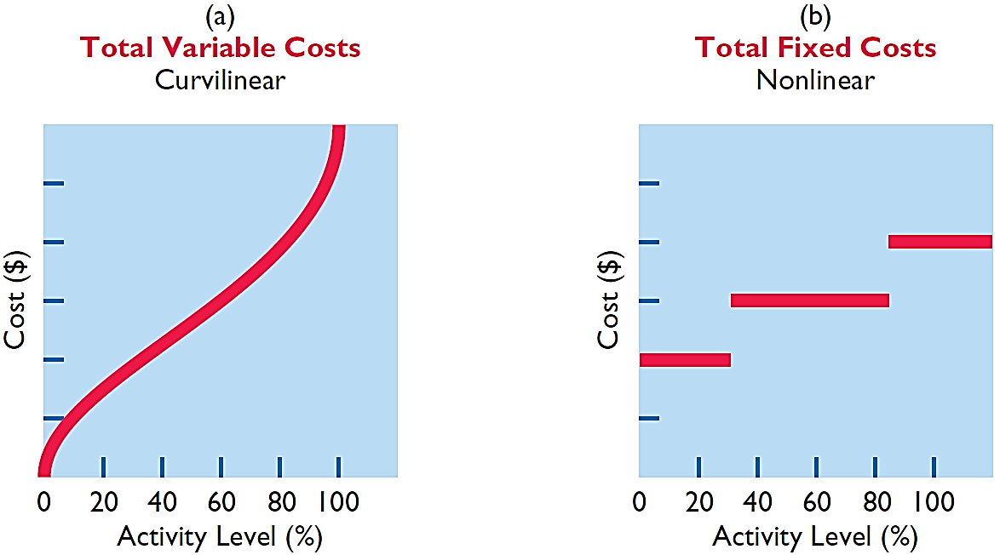 (a)
Total Variable Costs
Curvilinear
Cost ($)
0 20 40 60 80 100
Activity Level (%)
(b)
Total Fixed Costs
Nonlinear
Cost ($)
0 20 40 60 80 100
Activity Level (%)